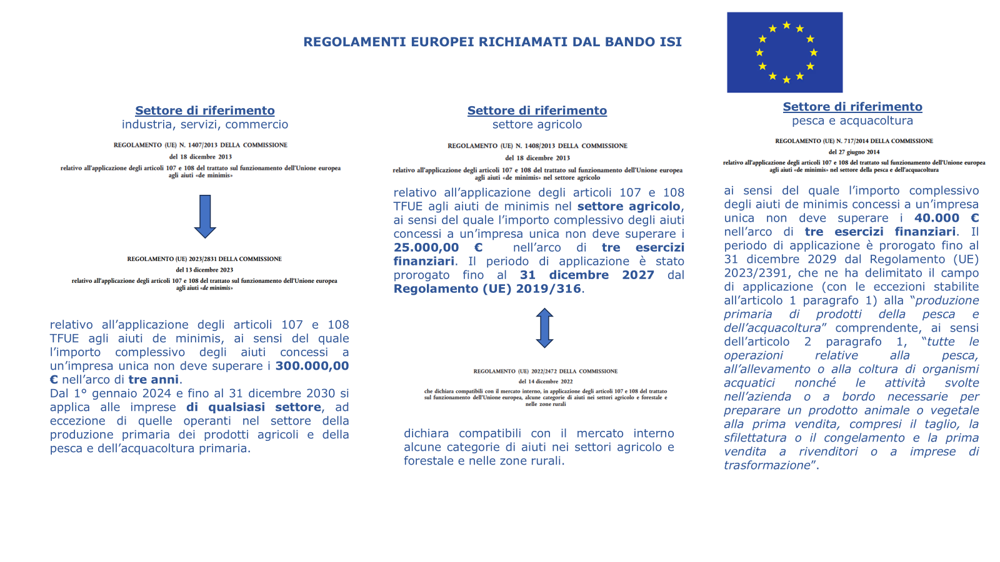 REGOLAMENTI EUROPEI RICHIAMATI DAL BANDO ISI
Settore di riferimento
industria, servizi, commercio
REGOLAMENTO (UE) N. 1407/2013 DELLA COMMISSIONE
del 18 dicembre 2013
relativo all'applicazione degli articoli 107 e 108 del trattato sul funzionamento dell'Unione europea
agli aiuti «de minimis»
REGOLAMENTO (UE) 2023/2831 DELLA COMMISSIONE
del 13 dicembre 2023
relativo all'applicazione degli articoli 107 e 108 del trattato sul funzionamento dell'Unione europea
agli aiuti «de minimis»
relativo all’applicazione degli articoli 107 e 108
TFUE agli aiuti de minimis, ai sensi del quale
l’importo complessivo degli aiuti concessi a
un’impresa unica non deve superare i 300.000,00
€ nell’arco di tre anni.
Dal 1° gennaio 2024 e fino al 31 dicembre 2030 si
applica alle imprese di qualsiasi settore, ad
eccezione di quelle operanti nel settore della
produzione primaria dei prodotti agricoli e della
pesca e dell’acquacoltura primaria.
Settore di riferimento
settore agricolo
REGOLAMENTO (UE) N. 1408/2013 DELLA COMMISSIONE
del 18 dicembre 2013
relativo all'applicazione degli articoli 107 e 108 del trattato sul funzionamento dell'Unione europea
agli aiuti «de minimis» nel settore agricolo
relativo all’applicazione degli articoli 107 e 108
TFUE agli aiuti de minimis nel settore agricolo,
ai sensi del quale l’importo complessivo degli aiuti
concessi a un’impresa unica non deve superare i
25.000,00 € nell’arco di tre esercizi
finanziari. Il periodo di applicazione è stato
prorogato fino al 31 dicembre 2027 dal
Regolamento (UE) 2019/316.
REGOLAMENTO (UE) 2022/2472 DELLA COMMISSIONE
del 14 dicembre 2022
che dichiara compatibili con il mercato interno, in applicazione degli articoli 107 e 108 del trattato
sul funzionamento dell'Unione europea, alcune categorie di aiuti nei settori agricolo e forestale e
nelle zone rurali
dichiara compatibili con il mercato interno
alcune categorie di aiuti nei settori agricolo e
forestale e nelle zone rurali.
Settore di riferimento
pesca e acquacoltura
REGOLAMENTO (UE) N. 717/2014 DELLA COMMISSIONE
del 27 giugno 2014
relativo all'applicazione degli articoli 107 e 108 del trattato sul funzionamento dell'Unione europea
agli aiuti «de minimis» nel settore della pesca e dell'acquacoltura
ai sensi del quale l’importo complessivo
degli aiuti de minimis concessi a un’impresa
unica non deve superare i 40.000 €
nell’arco di tre esercizi finanziari. Il
periodo di applicazione è prorogato fino al
31 dicembre 2029 dal Regolamento (UE)
2023/2391, che ne ha delimitato il campo
di applicazione (con le eccezioni stabilite
all’articolo 1 paragrafo 1) alla “produzione
primaria di prodotti della pesca e
dell’acquacoltura” comprendente, ai sensi
dell’articolo 2 paragrafo 1, “tutte le
operazioni relative alla pesca,
all’allevamento o alla coltura di organismi
acquatici nonché le attività svolte
nell’azienda o a bordo necessarie per
preparare un prodotto animale o vegetale
alla prima vendita, compresi il taglio, la
sfilettatura o il congelamento e la prima
vendita a rivenditori o a imprese di
trasformazione”.